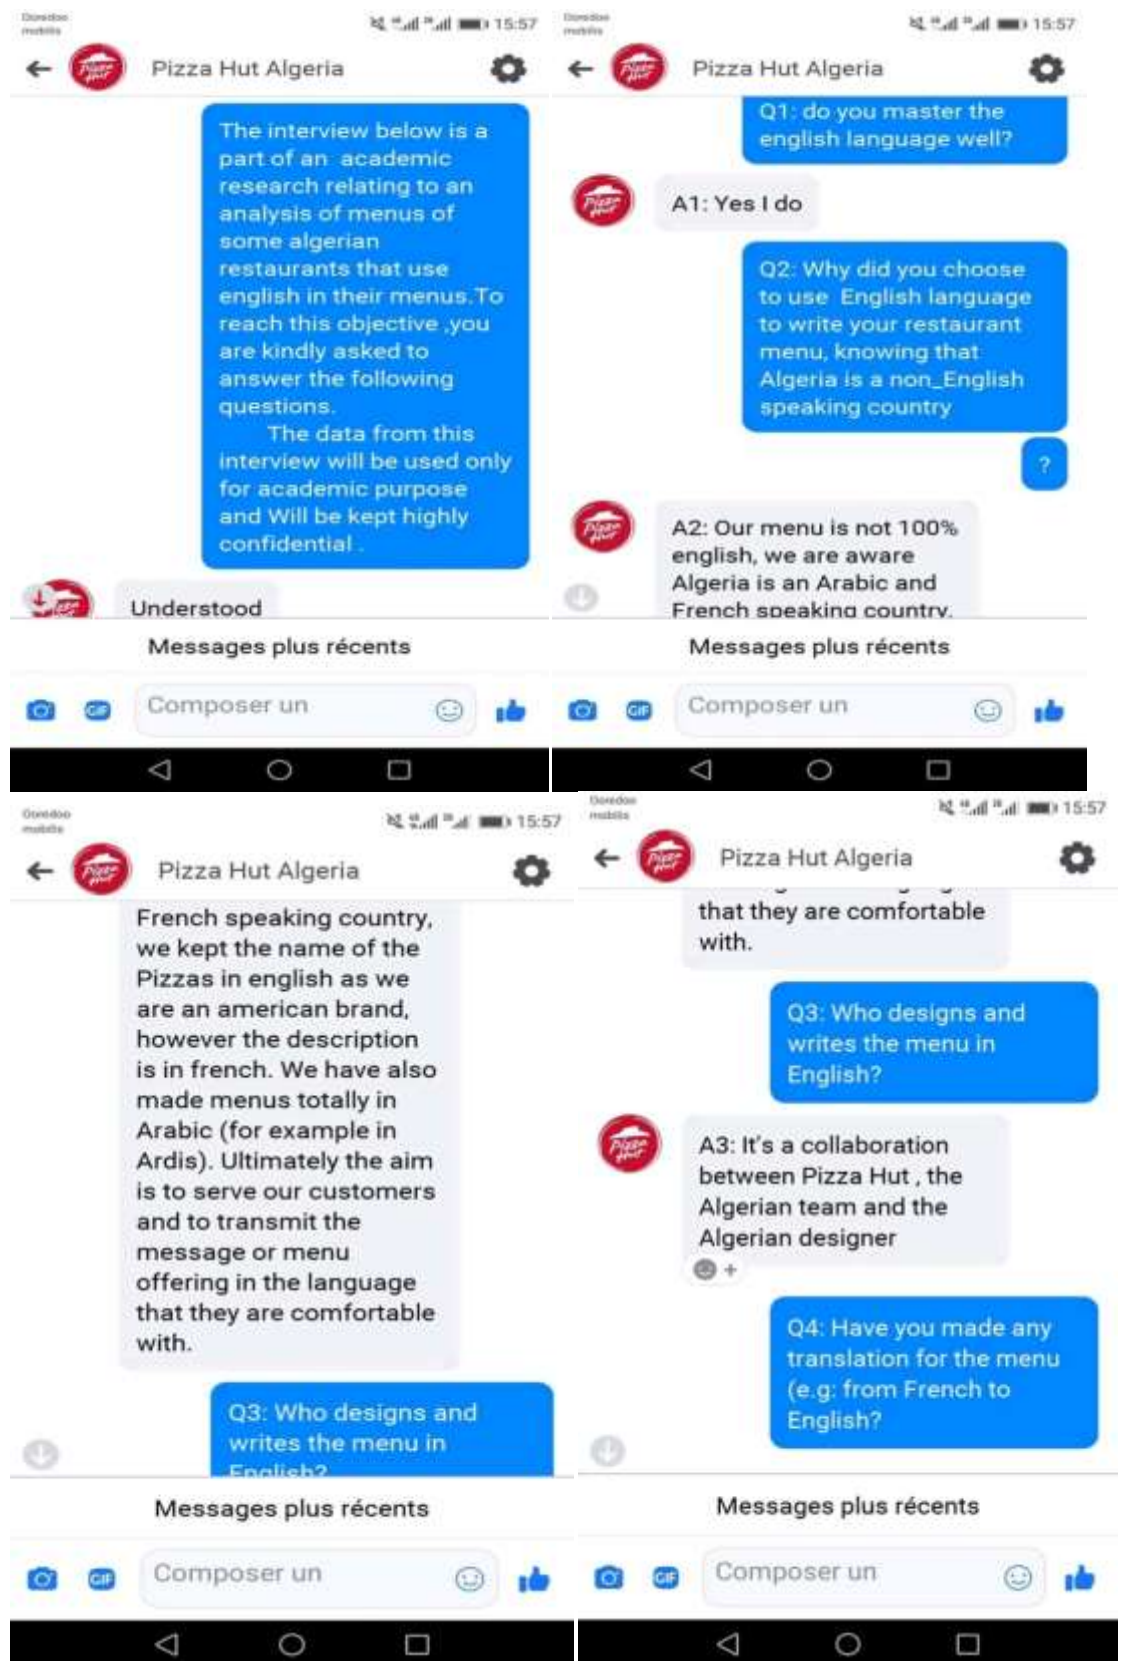 Ooredoo
mobilis
15:57
Pizza Hut Algeria
The interview below is a
part of an academic
research relating to an
analysis of menus of
some algerian
restaurants that use
english in their menus.To
reach this objective ,you
are kindly asked to
answer the following
questions.
The data from this
interview will be used only
for academic purpose
and Will be kept highly
confidential .
Understood
Messages plus récents
GIF
Composer un
Ooredoo
mobilis
15:57
Pizza Hut Algeria
Q1: do you master the
english language well?
A1: Yes I do
Q2: Why did you choose
to use English language
to write your restaurant
menu, knowing that
Algeria is a non_English
speaking country
?
A2: Our menu is not 100%
english, we are aware
Algeria is an Arabic and
French speaking country,
Messages plus récents
GIF
Composer un
Ooredoo
mobilis
15:57
Pizza Hut Algeria
French speaking country,
we kept the name of the
Pizzas in english as we
are an american brand,
however the description
is in french. We have also
made menus totally in
Arabic (for example in
Ardis). Ultimately the aim
is to serve our customers
and to transmit the
message or menu
offering in the language
that they are comfortable
with.
Q3: Who designs and
writes the menu in
English?
Messages plus récents
GIF
Composer un
Ooredoo
mobilis
15:57
Pizza Hut Algeria
that they are comfortable
with.
Q3: Who designs and
writes the menu in
English?
A3: It's a collaboration
between Pizza Hut , the
Algerian team and the
Algerian designer
Q4: Have you made any
translation for the menu
(e.g: from French to
English?
Messages plus récents
GIF
Composer un